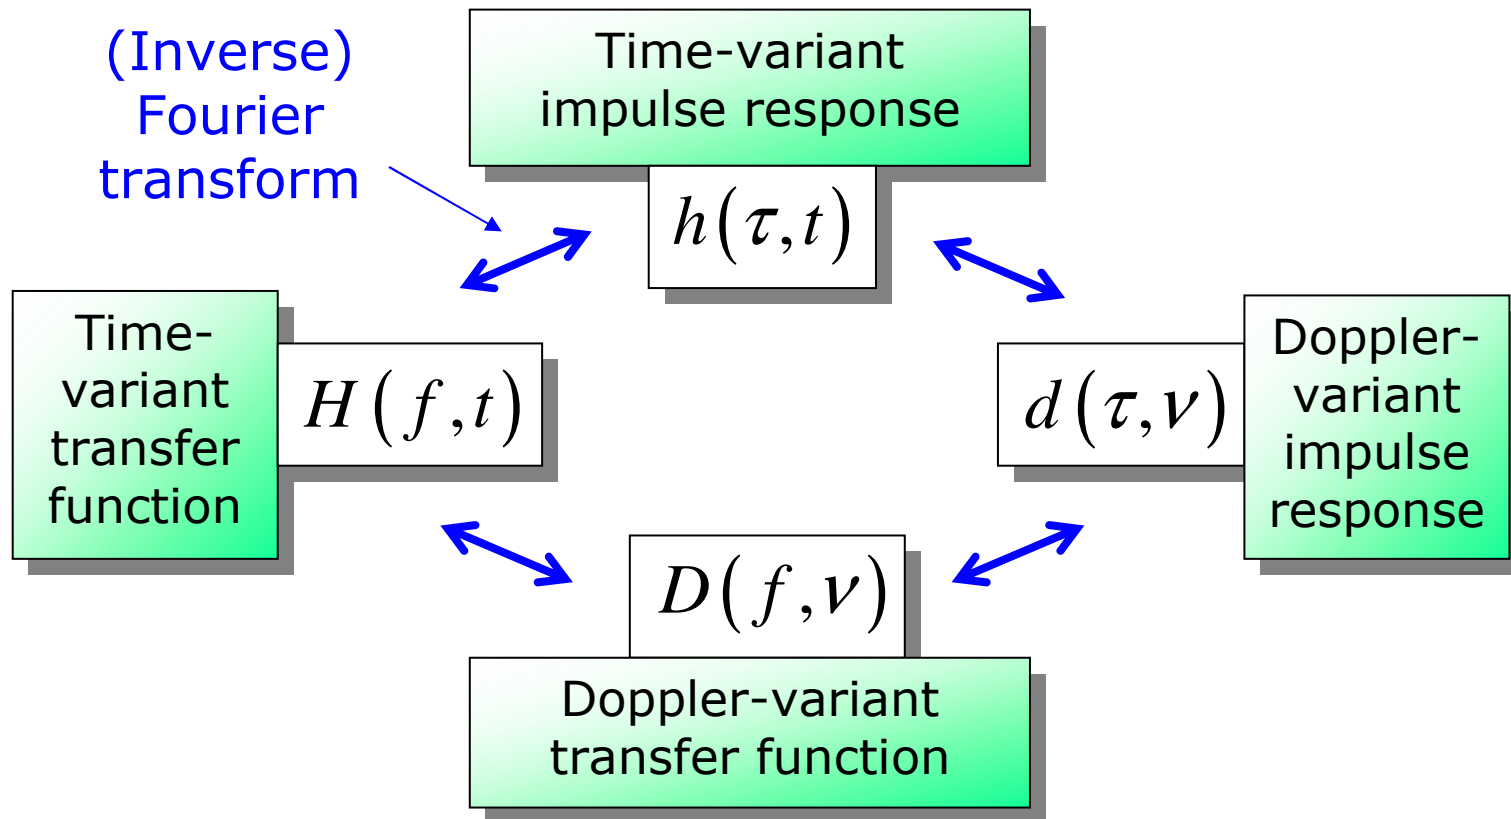 (Inverse)
Fourier
transform
Time-variant
impulse response
h(τ,t)
Time-
variant
transfer
function
H(f,t)
d(τ,ν)
Doppler-
variant
impulse
response
D(f,ν)
Doppler-variant
transfer function